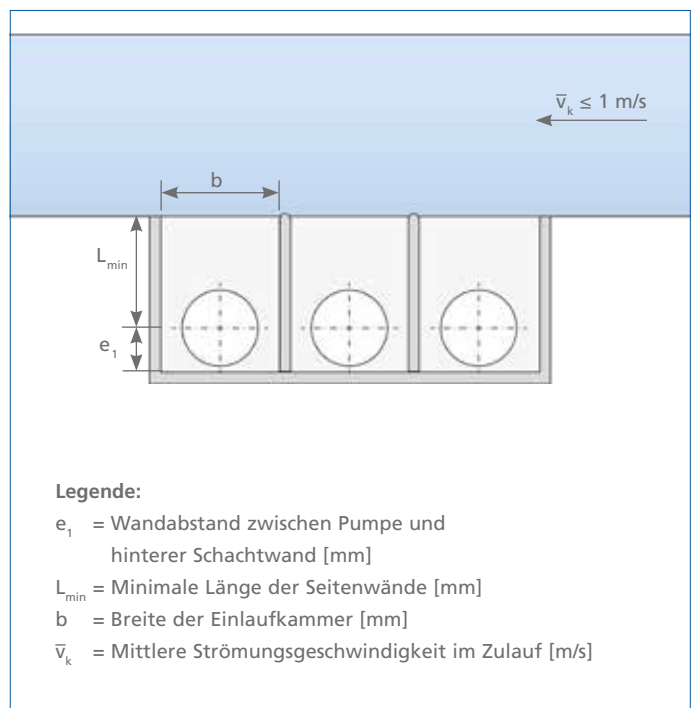 v̅ₖ ≤ 1 m/s
b
Lₘᵢₙ
e₁
Legende:
e₁ = Wandabstand zwischen Pumpe und
hinterer Schachtwand [mm]
Lₘᵢₙ = Minimale Länge der Seitenwände [mm]
b = Breite der Einlaufkammer [mm]
v̅ₖ = Mittlere Strömungsgeschwindigkeit im Zulauf [m/s]